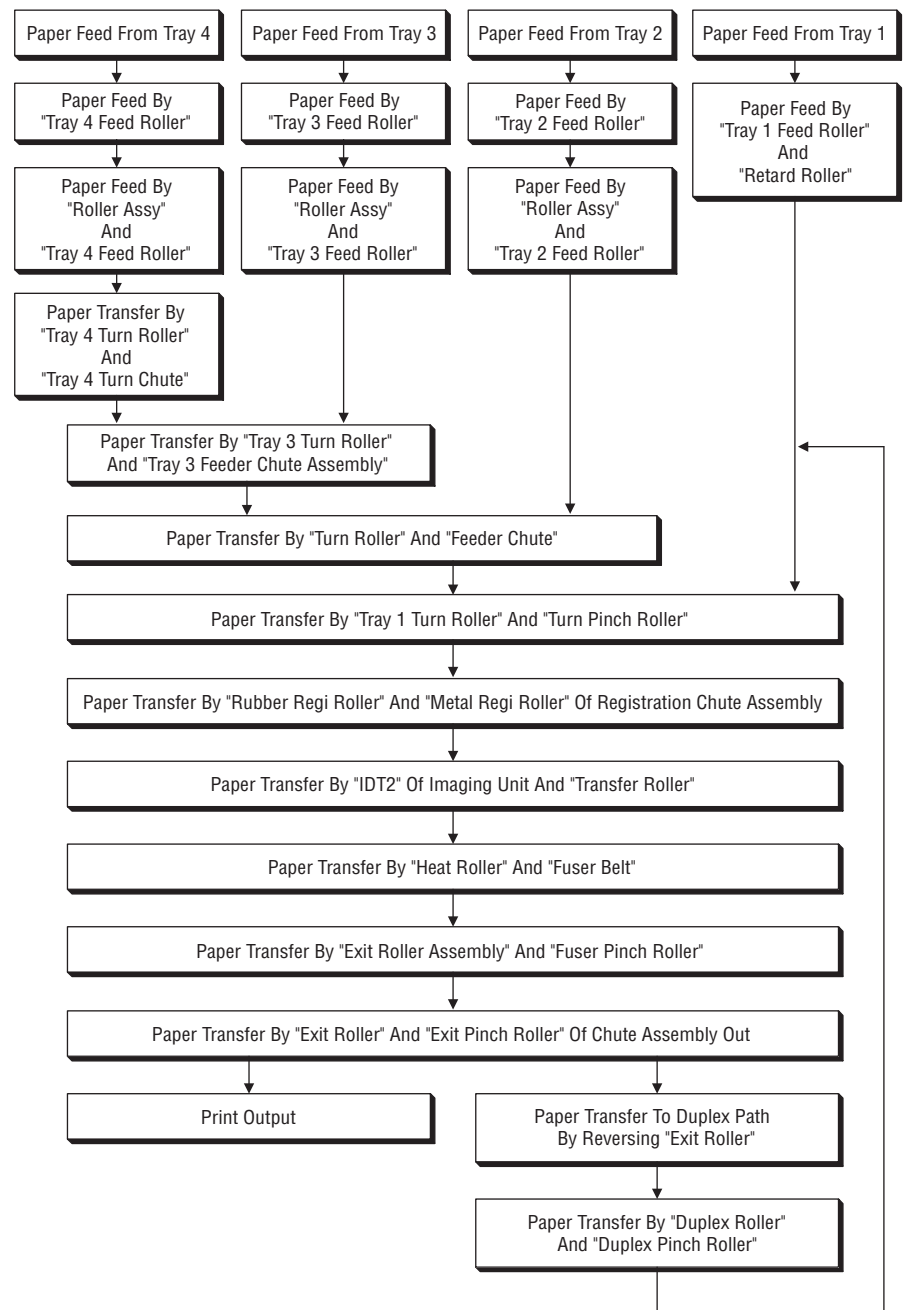 Paper Feed From Tray 4
Paper Feed From Tray 3
Paper Feed From Tray 2
Paper Feed From Tray 1
Paper Feed By
"Tray 4 Feed Roller"
Paper Feed By
"Tray 3 Feed Roller"
Paper Feed By
"Tray 2 Feed Roller"
Paper Feed By
"Tray 1 Feed Roller"
And
"Retard Roller"
Paper Feed By
"Roller Assy"
And
"Tray 4 Feed Roller"
Paper Feed By
"Roller Assy"
And
"Tray 3 Feed Roller"
Paper Feed By
"Roller Assy"
And
"Tray 2 Feed Roller"
Paper Transfer By
"Tray 4 Turn Roller"
And
"Tray 4 Turn Chute"
Paper Transfer By "Tray 3 Turn Roller"
And "Tray 3 Feeder Chute Assembly"
Paper Transfer By "Turn Roller" And "Feeder Chute"
Paper Transfer By "Tray 1 Turn Roller" And "Turn Pinch Roller"
Paper Transfer By "Rubber Regi Roller" And "Metal Regi Roller" Of Registration Chute Assembly
Paper Transfer By "IDT2" Of Imaging Unit And "Transfer Roller"
Paper Transfer By "Heat Roller" And "Fuser Belt"
Paper Transfer By "Exit Roller Assembly" And "Fuser Pinch Roller"
Paper Transfer By "Exit Roller" And "Exit Pinch Roller" Of Chute Assembly Out
Print Output
Paper Transfer To Duplex Path
By Reversing "Exit Roller"
Paper Transfer By "Duplex Roller"
And "Duplex Pinch Roller"